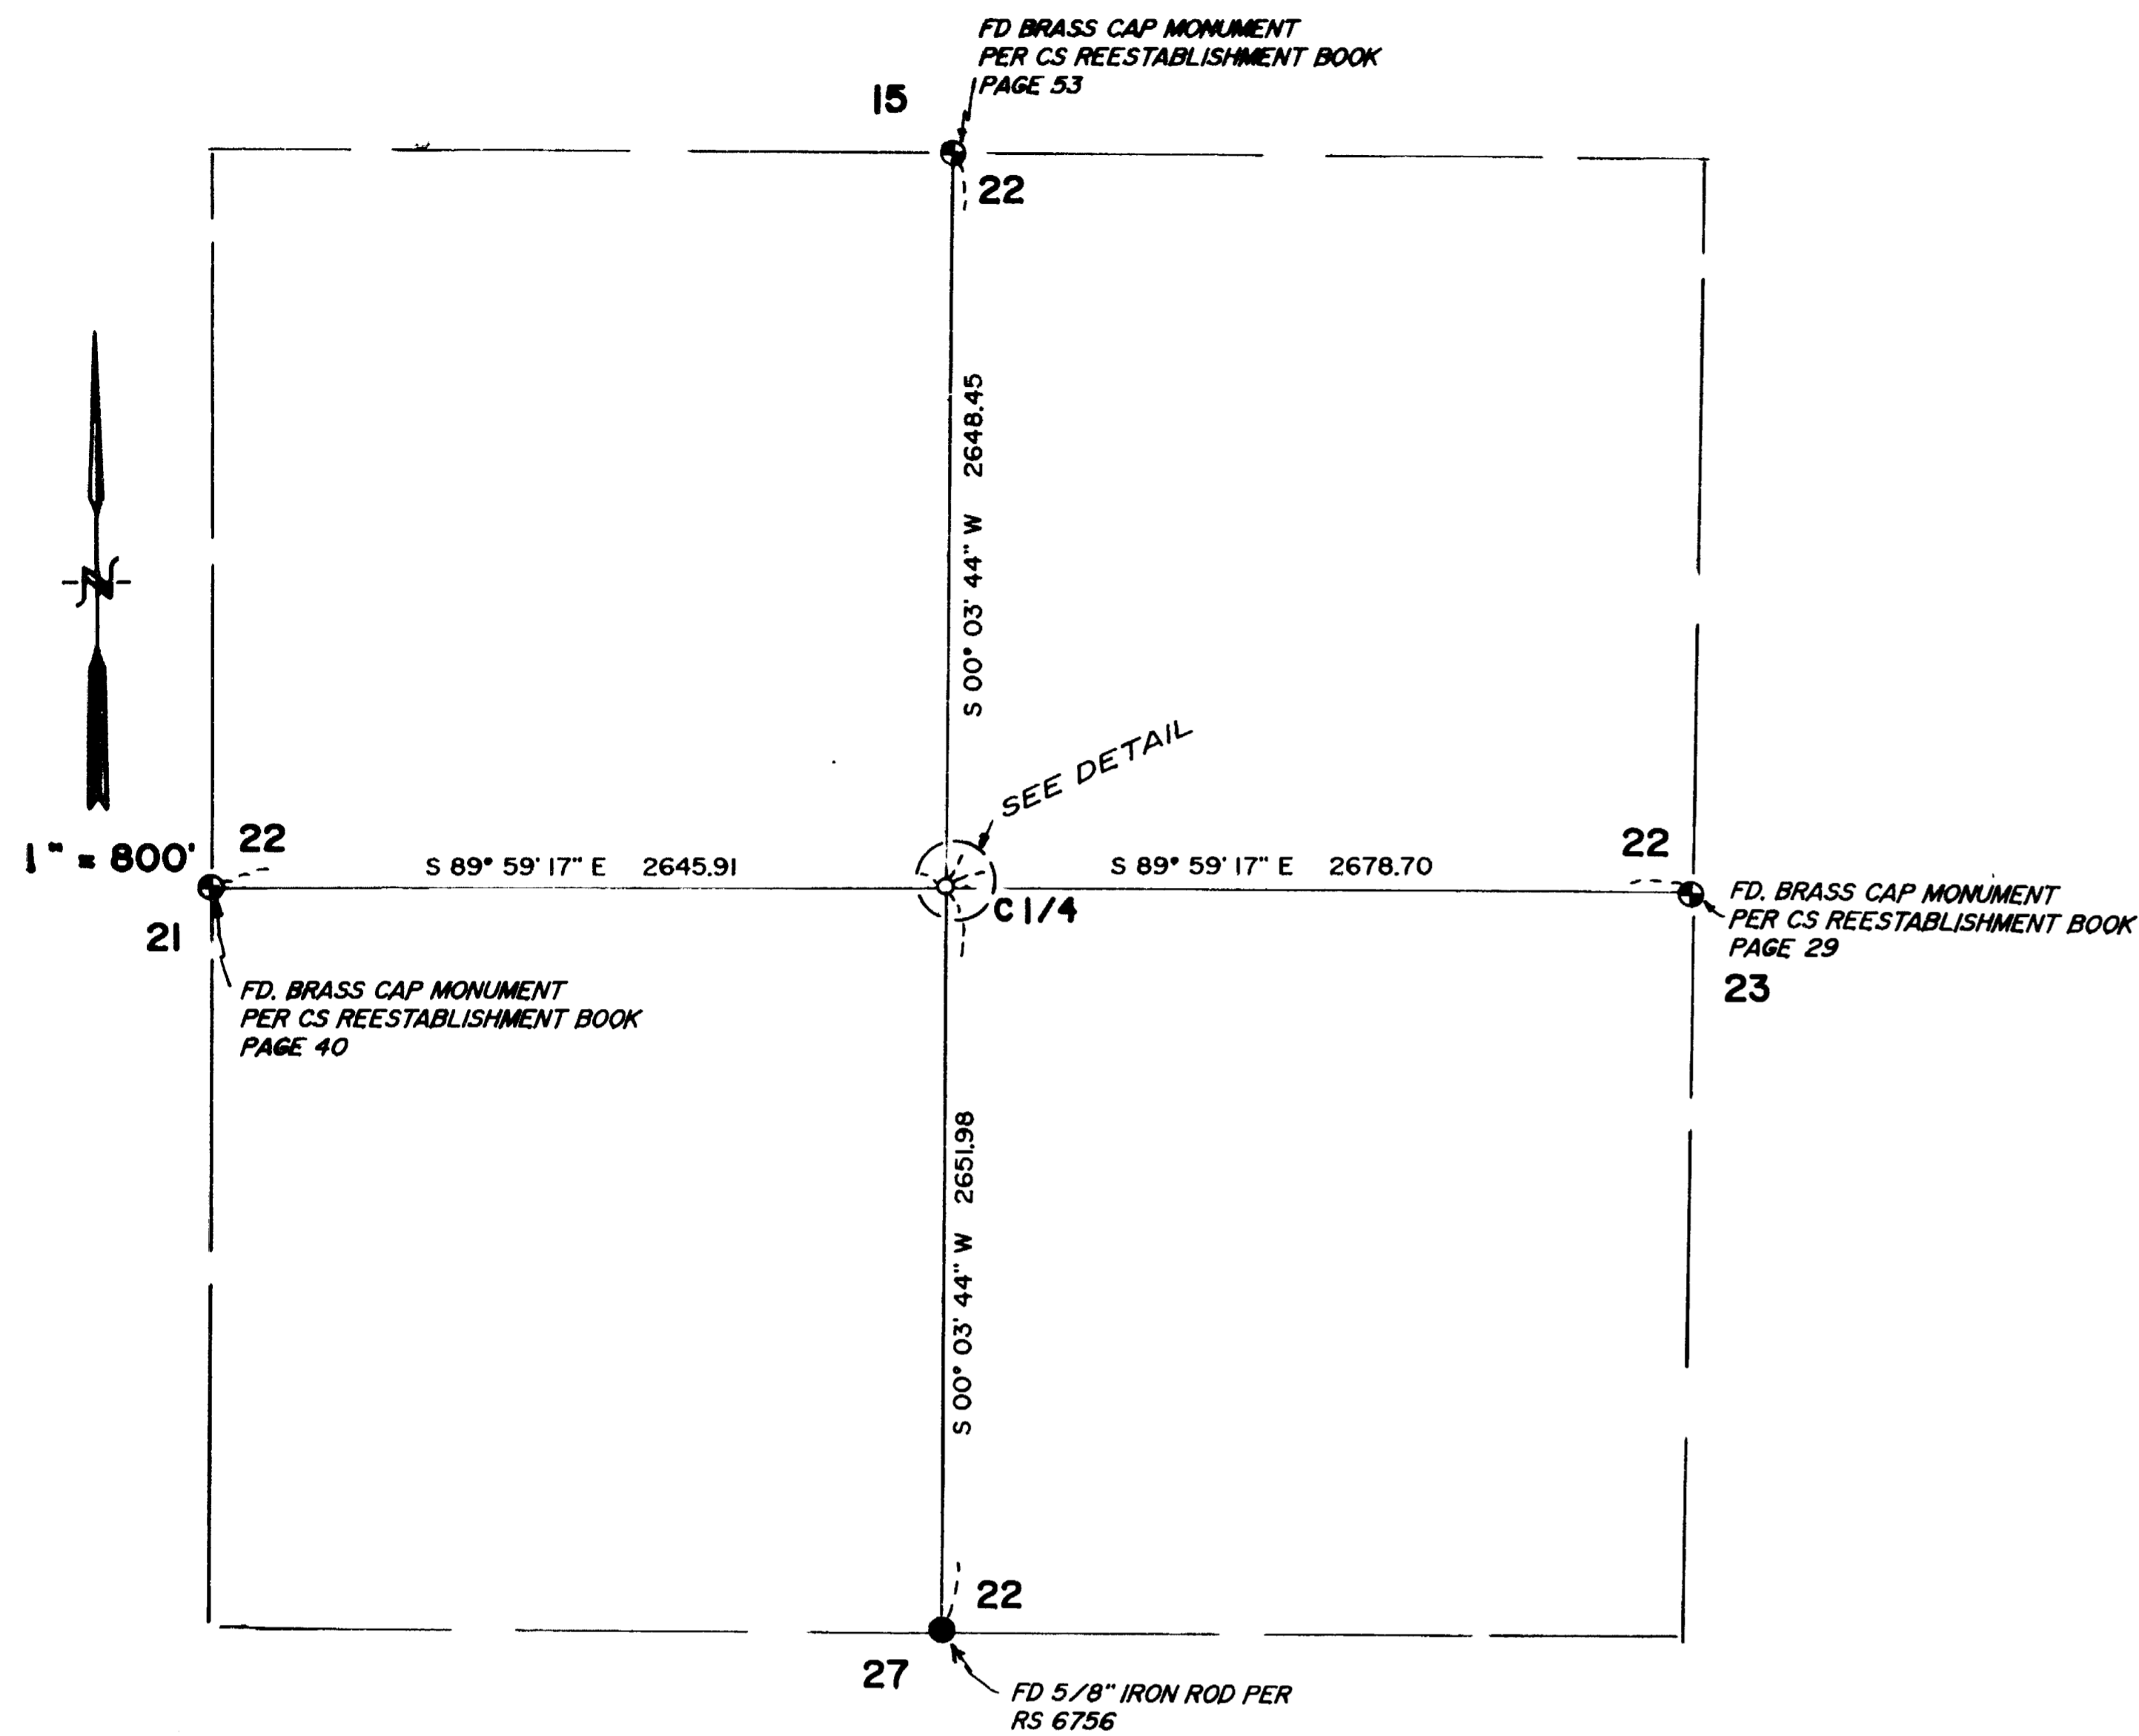 FD BRASS CAP MONUMENT
PER CS REESTABLISHMENT BOOK
PAGE 53
15
22
S 00° 03' 44" W 2648.45
N
SEE DETAIL
1" = 800'
22
S 89° 59' 17" E 2645.91
S 89° 59' 17" E 2678.70
22
C 1/4
21
FD. BRASS CAP MONUMENT
PER CS REESTABLISHMENT BOOK
PAGE 29
23
FD. BRASS CAP MONUMENT
PER CS REESTABLISHMENT BOOK
PAGE 40
S 00° 03' 44" W 2651.98
22
27
FD 5/8" IRON ROD PER
RS 6756